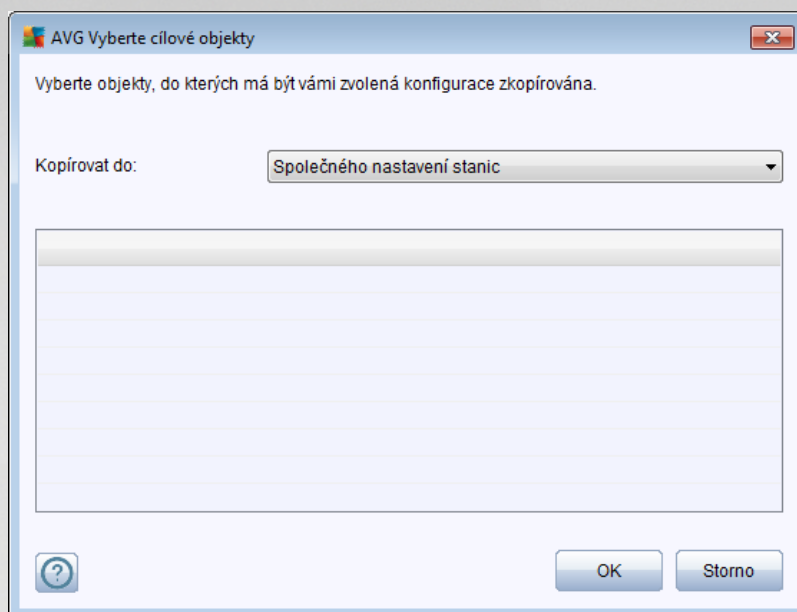 AVG Vyberte cílové objekty
Vyberte objekty, do kterých má být vámi zvolená konfigurace zkopírována.
Kopírovat do:
Společného nastavení stanic
?
OK
Storno